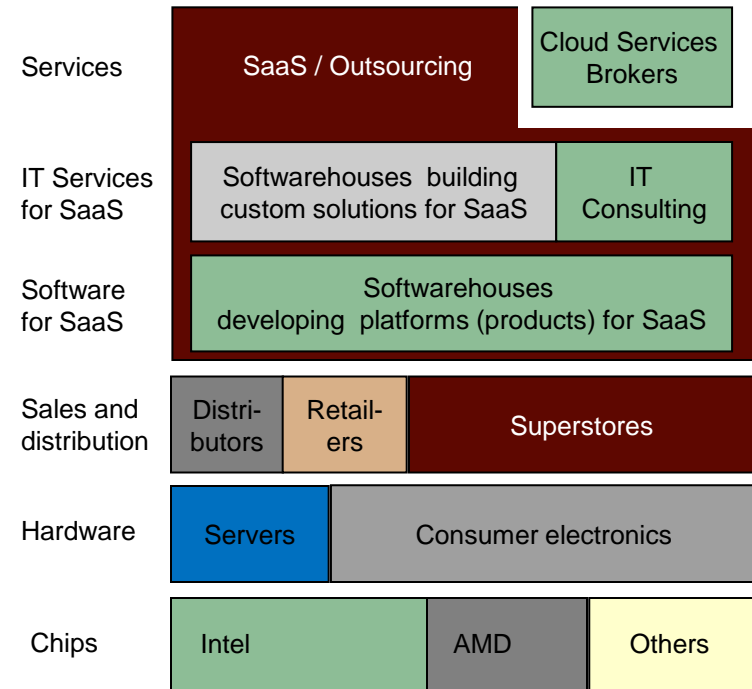 Services
SaaS / Outsourcing
Cloud Services
Brokers
IT Services
for SaaS
Softwarehouses building
custom solutions for SaaS
IT
Consulting
Software
for SaaS
Softwarehouses
developing platforms (products) for SaaS
Sales and
distribution
Distri-
butors
Retail-
ers
Superstores
Hardware
Servers
Consumer electronics
Chips
Intel
AMD
Others